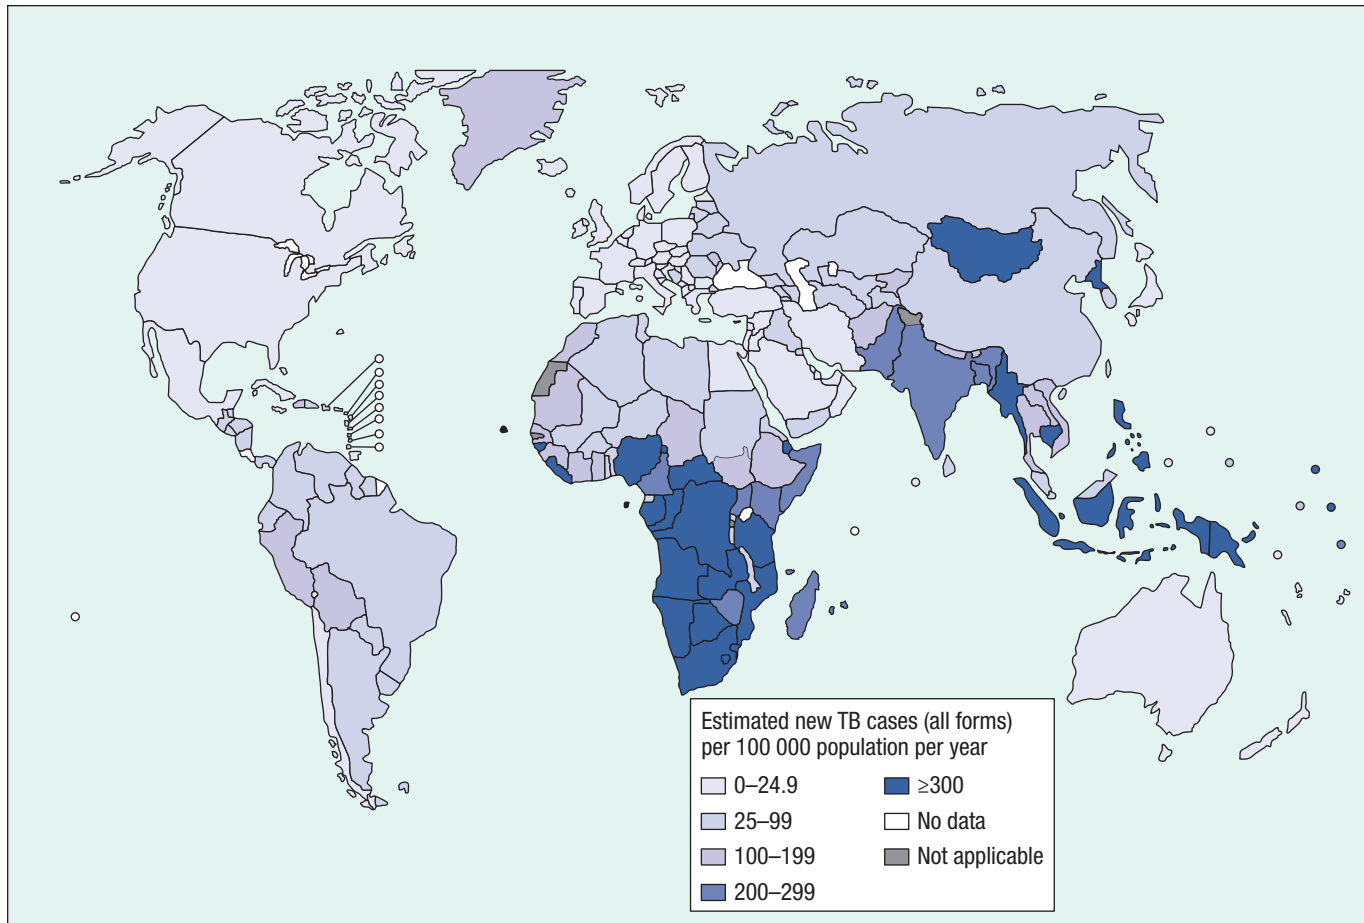 Estimated new TB cases (all forms)
per 100 000 population per year
0–24.9
25–99
100–199
200–299
≥300
No data
Not applicable